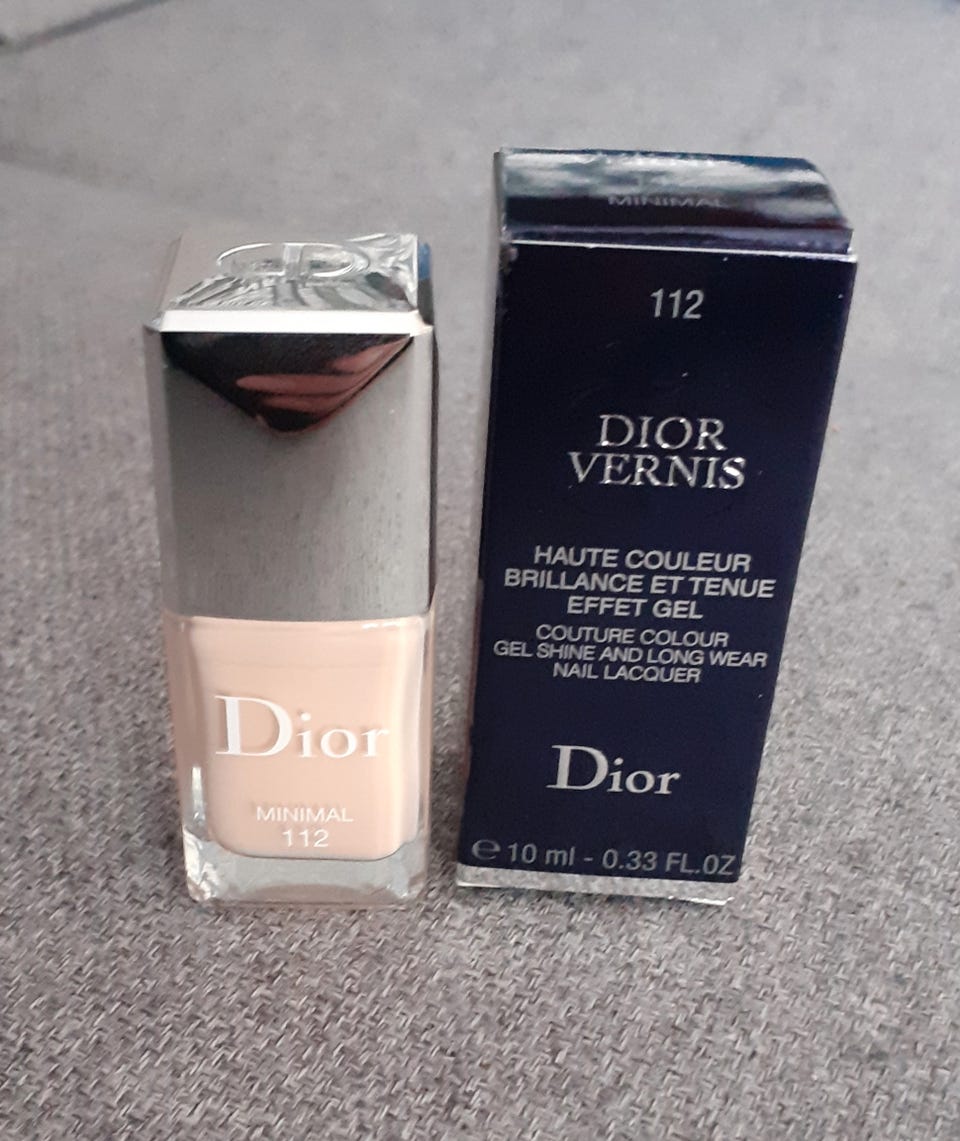 CD
Dior
MINIMAL
112
MINIMAL
112
DIOR
VERNIS
HAUTE COULEUR
BRILLANCE ET TENUE
EFFET GEL
COUTURE COLOUR
GEL SHINE AND LONG WEAR
NAIL LACQUER
Dior
e 10 ml - 0.33 FL.OZ